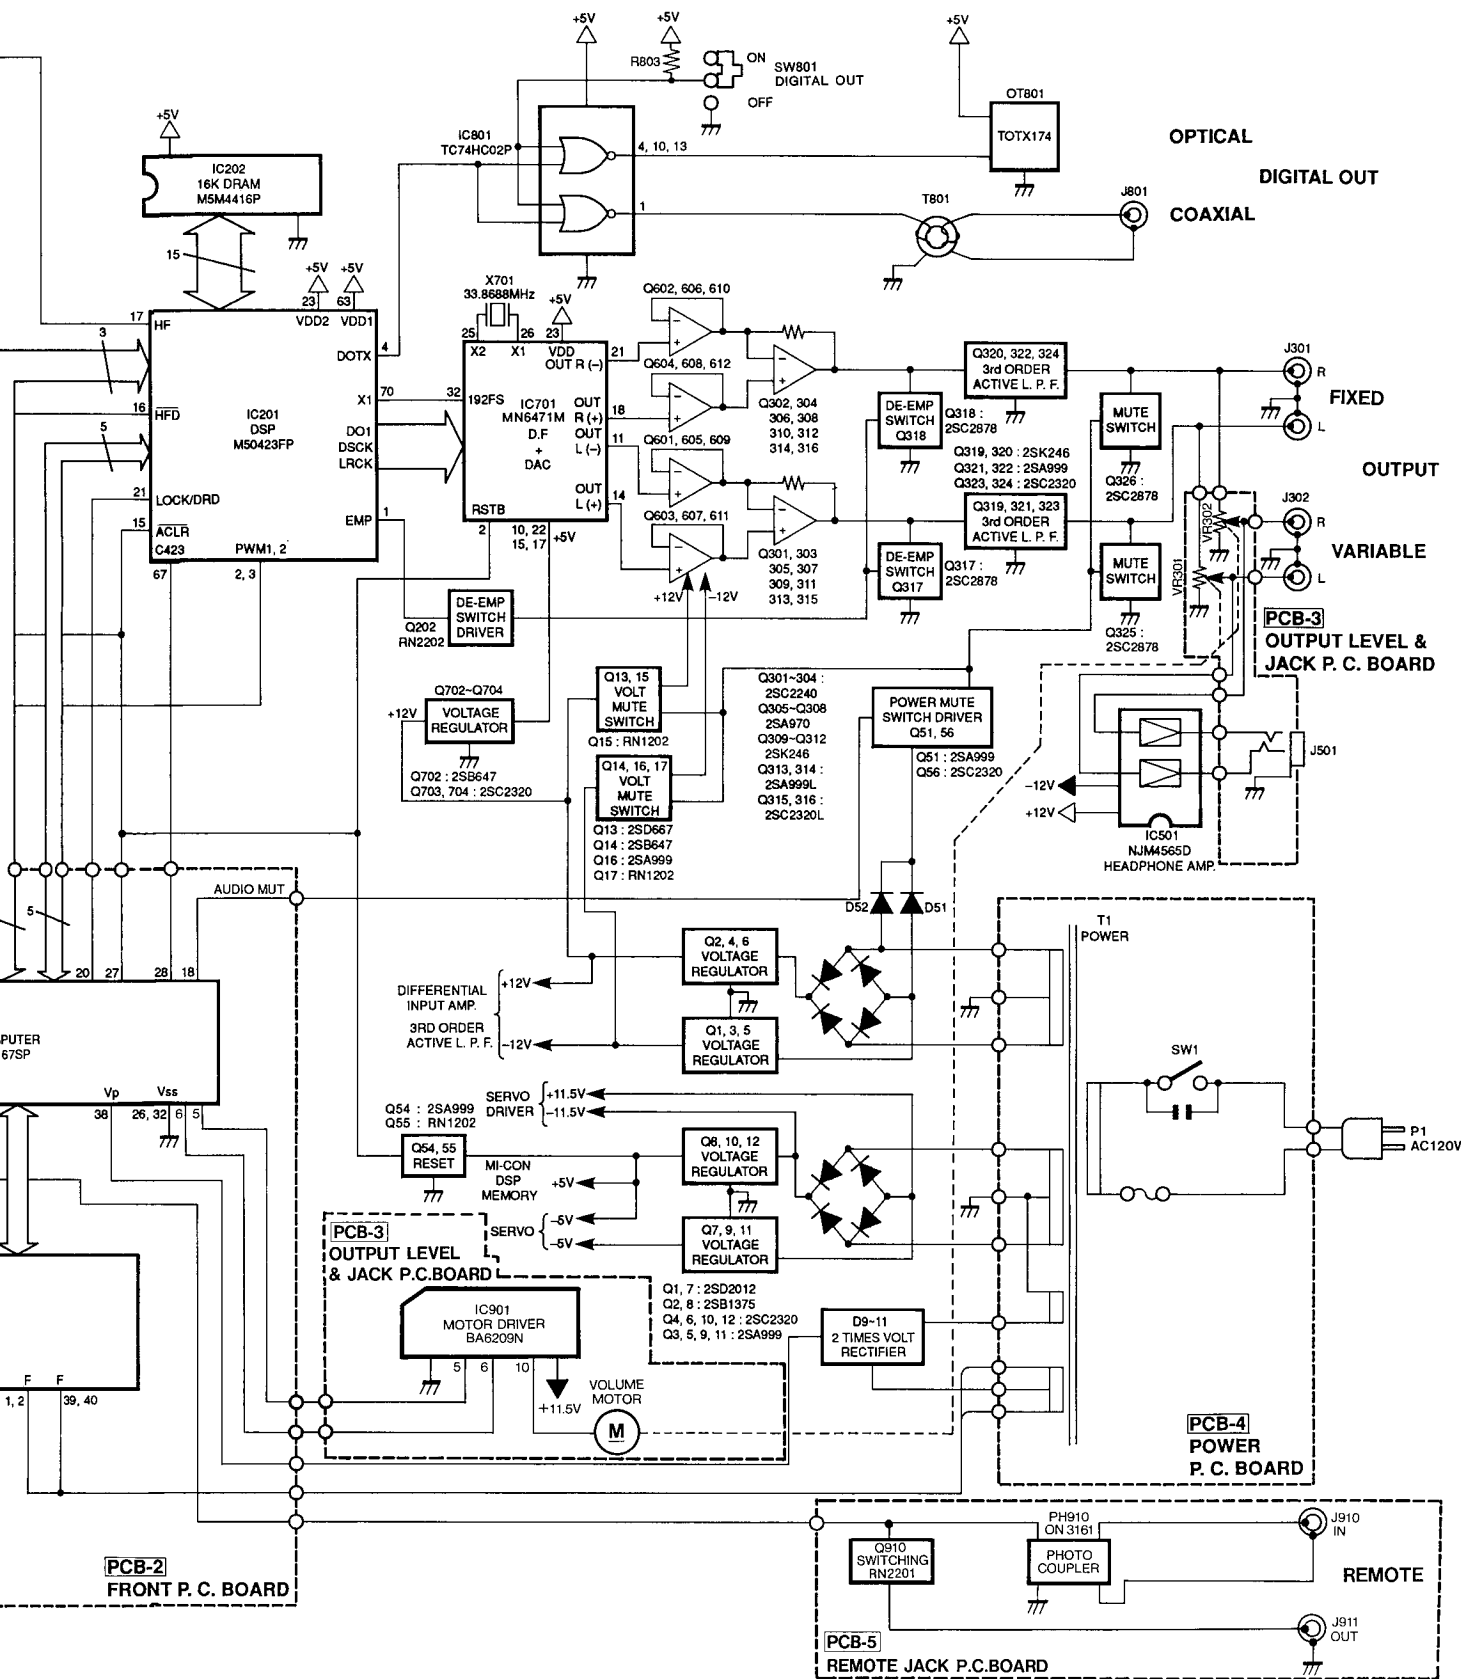 +5V
+5V
+5V
R803
ON
SW801
DIGITAL OUT
OFF
OT801
TOTX174
OPTICAL
DIGITAL OUT
IC801
TC74HC02P
4, 10, 13
1
T801
J801
COAXIAL
+5V
IC202
16K DRAM
M5M4416P
15
+5V
+5V
23
63
VDD2
VDD1
17
HF
3
DOTX
4
X1
70
16
HFD
5
IC201
DSP
M50423FP
DO1
DSCK
LRCK
21
LOCK/DRD
15
ACLR
EMP
1
C423
PWM1, 2
67
2, 3
X701
33.8688MHz
+5V
25
26
23
X2
X1
VDD
OUT R (–)
21
32
192FS
IC701
MN6471M
D.F
+
DAC
OUT
R (+)
18
OUT
L (–)
11
OUT
L (+)
14
RSTB
2
10, 22
15, 17
+5V
Q602, 606, 610
Q604, 608, 612
Q601, 605, 609
Q603, 607, 611
–
+
–
+
–
+
–
+
–
+
–
+
Q302, 304
306, 308
310, 312
314, 316
Q301, 303
305, 307
309, 311
313, 315
+12V
–12V
DE-EMP
SWITCH
Q318
Q318 :
2SC2878
Q320, 322, 324
3rd ORDER
ACTIVE L. P. F.
Q319, 320 : 2SK246
Q321, 322 : 2SA999
Q323, 324 : 2SC2320
Q319, 321, 323
3rd ORDER
ACTIVE L. P. F.
DE-EMP
SWITCH
Q317
Q317 :
2SC2878
MUTE
SWITCH
Q326 :
2SC2878
MUTE
SWITCH
Q325 :
2SC2878
J301
R
FIXED
L
OUTPUT
J302
R
VARIABLE
L
VR302
VR301
PCB-3
OUTPUT LEVEL &
JACK P. C. BOARD
DE-EMP
SWITCH
DRIVER
Q202
RN2202
Q702~Q704
+12V
VOLTAGE
REGULATOR
Q702 : 2SB647
Q703, 704 : 2SC2320
Q13, 15
VOLT
MUTE
SWITCH
Q15 : RN1202
Q14, 16, 17
VOLT
MUTE
SWITCH
Q13 : 2SD667
Q14 : 2SB647
Q16 : 2SA999
Q17 : RN1202
Q301~304 :
2SC2240
Q305~Q308
2SA970
Q309~Q312
2SK246
Q313, 314 :
2SA999L
Q315, 316 :
2SC2320L
POWER MUTE
SWITCH DRIVER
Q51, 56
Q51 : 2SA999
Q56 : 2SC2320
–12V
+12V
IC501
NJM4565D
HEADPHONE AMP.
J501
AUDIO MUT
5
20
27
28
18
PUTER
67SP
Vp
Vss
38
26, 32
6
5
D52
D51
Q2, 4, 6
VOLTAGE
REGULATOR
Q1, 3, 5
VOLTAGE
REGULATOR
DIFFERENTIAL
INPUT AMP.
3RD ORDER
ACTIVE L. P. F.
+12V
–12V
SERVO
DRIVER
+11.5V
–11.5V
Q54 : 2SA999
Q55 : RN1202
Q54, 55
RESET
MI-CON
DSP
MEMORY
+5V
SERVO
–5V
–5V
Q8, 10, 12
VOLTAGE
REGULATOR
Q7, 9, 11
VOLTAGE
REGULATOR
Q1, 7 : 2SD2012
Q2, 8 : 2SB1375
Q4, 6, 10, 12 : 2SC2320
Q3, 5, 9, 11 : 2SA999
T1
POWER
SW1
P1
AC120V
PCB-3
OUTPUT LEVEL
& JACK P.C.BOARD
IC901
MOTOR DRIVER
BA6209N
5
6
10
+11.5V
VOLUME
MOTOR
M
D9~11
2 TIMES VOLT
RECTIFIER
F
F
1, 2
39, 40
PCB-4
POWER
P. C. BOARD
PCB-2
FRONT P. C. BOARD
Q910
SWITCHING
RN2201
PH910
ON 3161
PHOTO
COUPLER
J910
IN
REMOTE
J911
OUT
PCB-5
REMOTE JACK P.C.BOARD